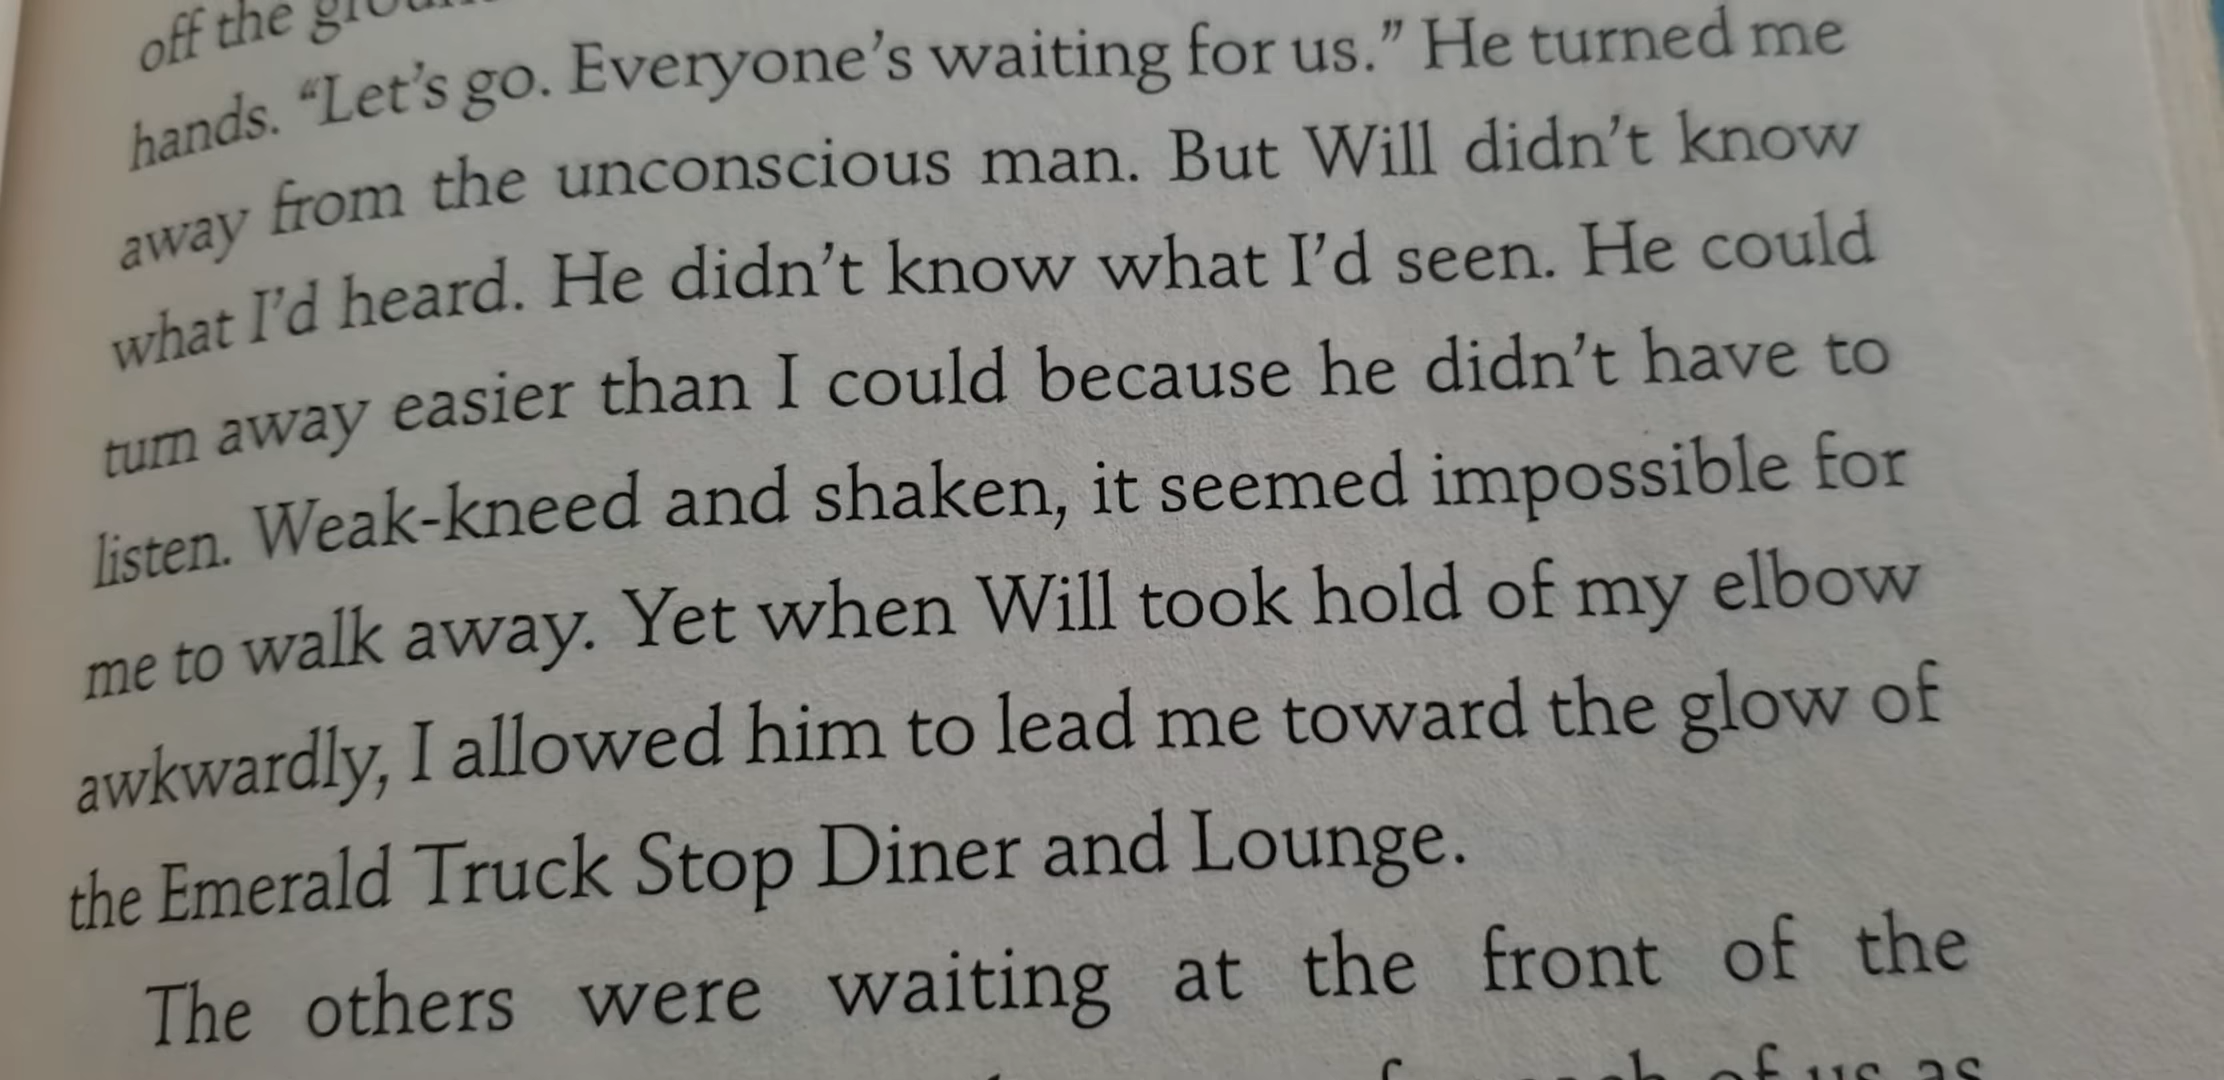 off the
hands. “Let’s go. Everyone’s waiting for us.” He turned me
away from the unconscious man. But Will didn’t know
what I’d heard. He didn’t know what I’d seen. He could
turn away easier than I could because he didn’t have to
listen. Weak-kneed and shaken, it seemed impossible for
me to walk away. Yet when Will took hold of my elbow
awkwardly, I allowed him to lead me toward the glow of
the Emerald Truck Stop Diner and Lounge.
The others were waiting at the front of the
of us as